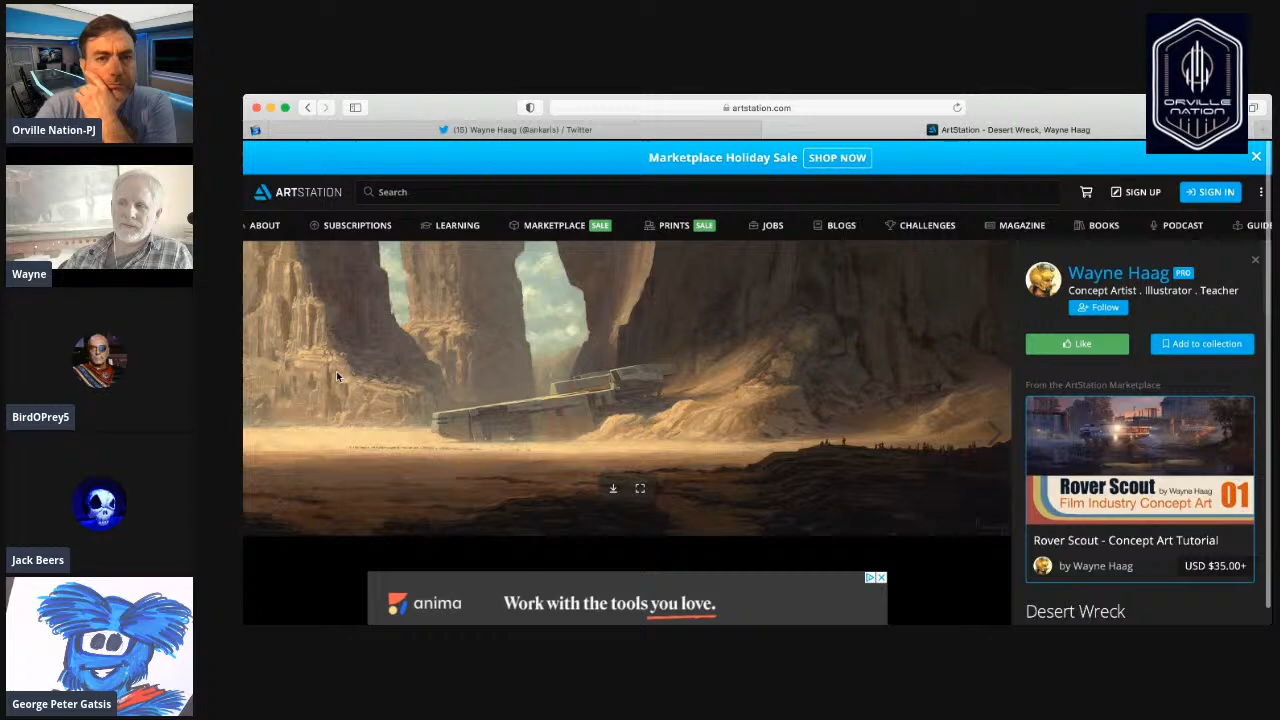 Orville Nation-PJ
Wayne
BirdOPrey5
Jack Beers
George Peter Gatsis
artstation.com
(15) Wayne Haag (@ankaris) / Twitter
ArtStation - Desert Wreck, Wayne Haag
ORVILLE
NATION
Marketplace Holiday Sale SHOP NOW
ARTSTATION
Search
SIGN UP
SIGN IN
ABOUT
SUBSCRIPTIONS
LEARNING
MARKETPLACE SALE
PRINTS SALE
JOBS
BLOGS
CHALLENGES
MAGAZINE
BOOKS
PODCAST
GUIDE
Wayne Haag PRO
Concept Artist . Illustrator . Teacher
Follow
Like
Add to collection
From the ArtStation Marketplace
Rover Scout by Wayne Haag
Film Industry Concept Art 01
Rover Scout - Concept Art Tutorial
by Wayne Haag USD $35.00+
Desert Wreck
anima
Work with the tools you love.